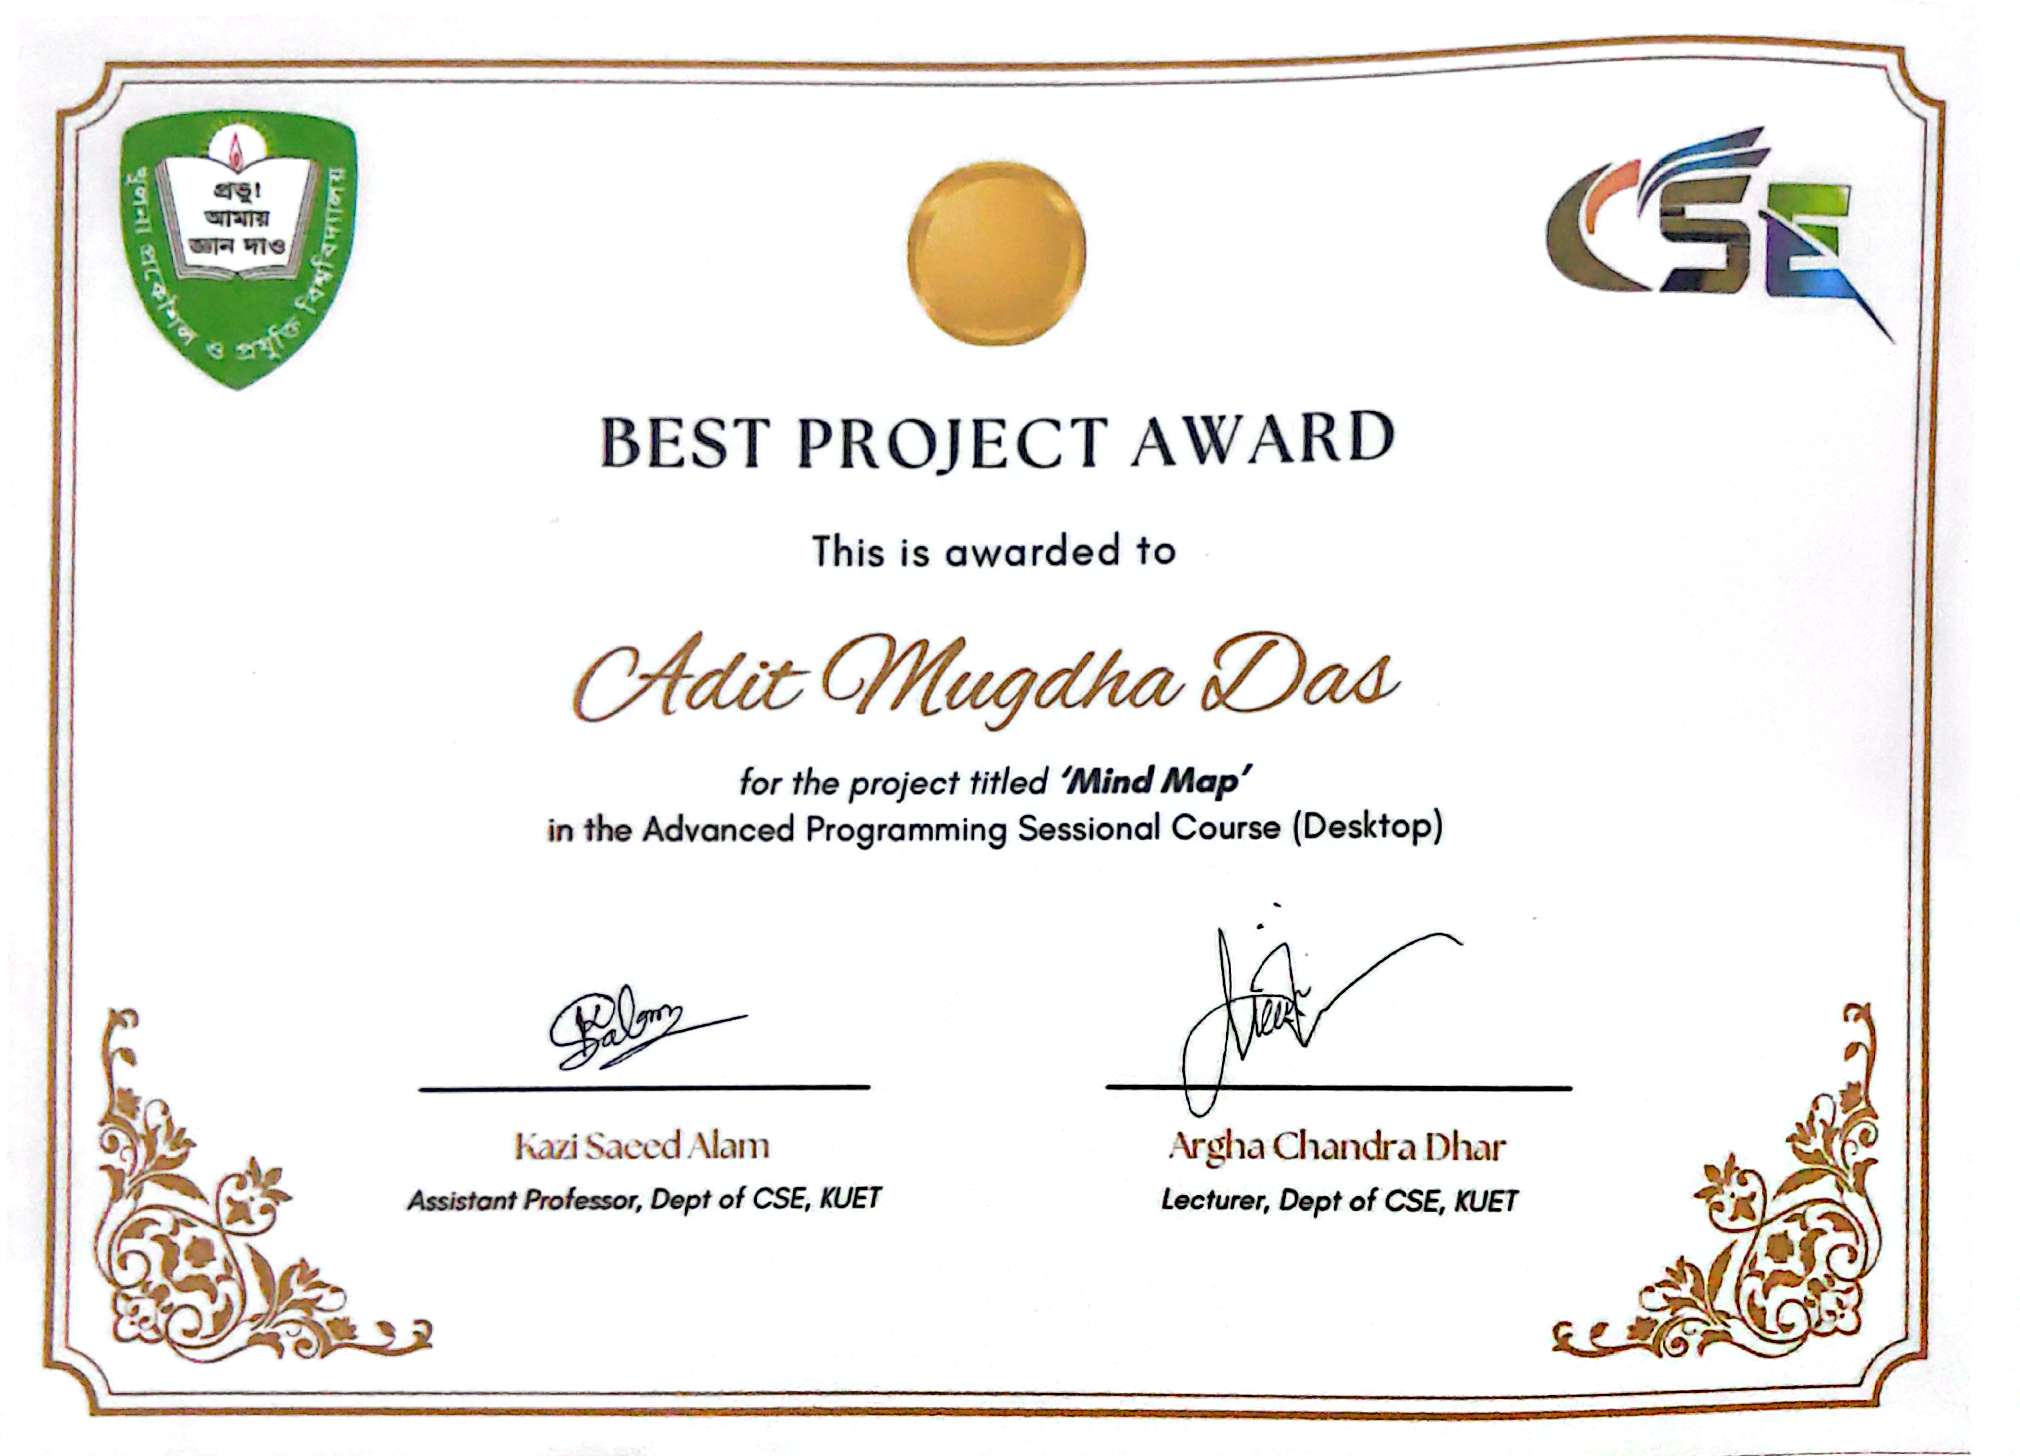 প্রভু!
আমায়
জ্ঞান দাও
খুলনা প্রকৌশল ও প্রযুক্তি বিশ্ববিদ্যালয়
CSE
BEST PROJECT AWARD
This is awarded to
Adit Mugdha Das
for the project titled ‘Mind Map’
in the Advanced Programming Sessional Course (Desktop)
Kazi Saeed Alam
Argha Chandra Dhar
Assistant Professor, Dept of CSE, KUET
Lecturer, Dept of CSE, KUET